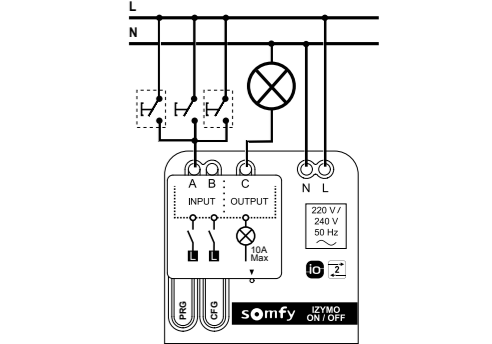 L
N
A B C N L
INPUT OUTPUT
220 V /
240 V
50 Hz
10A
Max
L L
io 2
PRG CFG
somfy IZYMO
ON / OFF